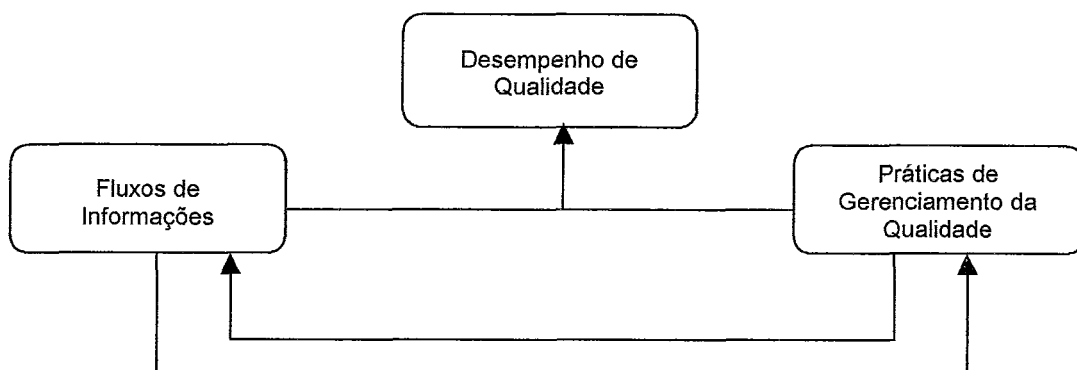 Desempenho de
Qualidade
Fluxos de
Informações
Práticas de
Gerenciamento da
Qualidade